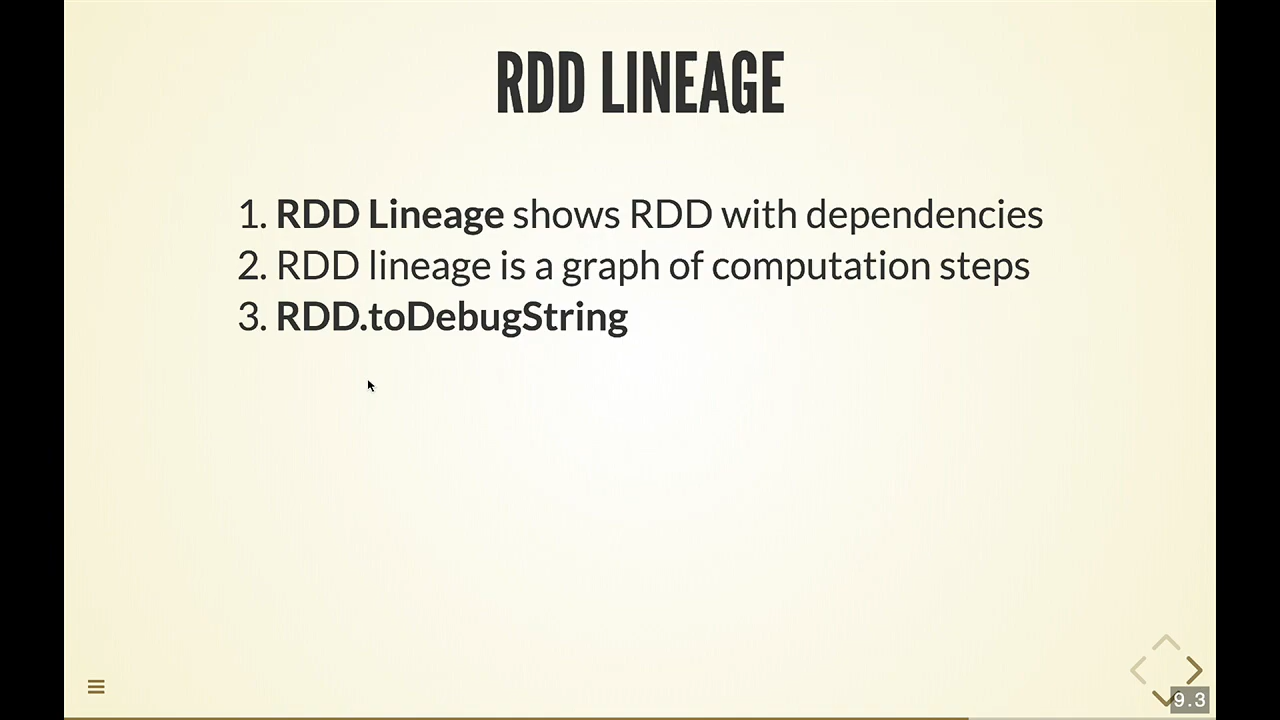 RDD LINEAGE
1. RDD Lineage shows RDD with dependencies
2. RDD lineage is a graph of computation steps
3. RDD.toDebugString
9.3